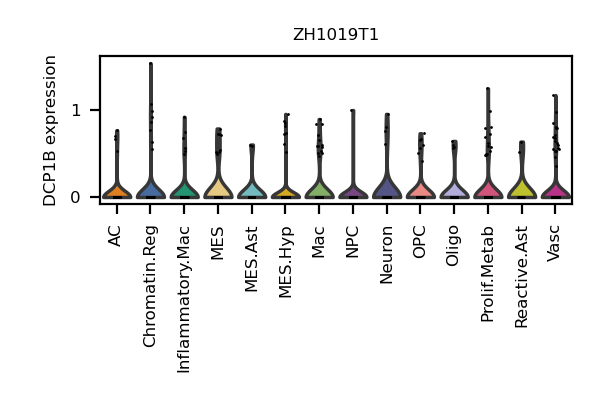 ZH1019T1
DCP1B expression
1
0
AC
Chromatin.Reg
Inflammatory.Mac
MES
MES.Ast
MES.Hyp
Mac
NPC
Neuron
OPC
Oligo
Prolif.Metab
Reactive.Ast
Vasc